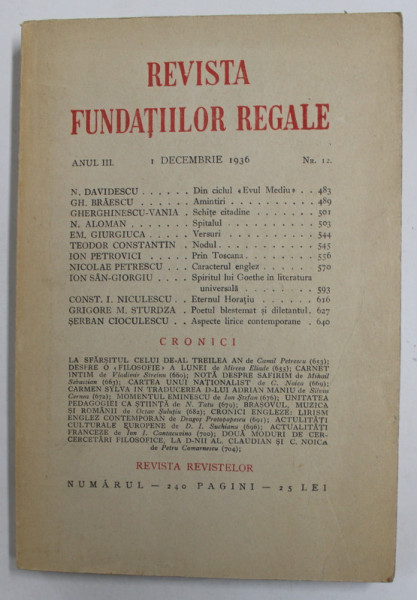 REVISTA
FUNDAȚIILOR REGALE
ANUL III. 1 DECEMBRIE 1936 Nr. 12.
N. DAVIDESCU . . . . . . Din ciclul «Evul Mediu» . . 483
GH. BRĂESCU . . . . . . Amintiri . . . . . . . . . 489
GHERGHINESCU-VANIA . Schițe citadine . . . . . . . . 501
N. ALOMAN . . . . . . . Spitalul . . . . . . . . . 503
EM. GIURGIUCA . . . . . Versuri . . . . . . . . . 544
TEODOR CONSTANTIN . . Nodul . . . . . . . . . . 545
ION PETROVICI . . . . . Prin Toscana . . . . . . . . 556
NICOLAE PETRESCU . . . Caracterul englez . . . . . . . 570
ION SÂN-GIORGIU . . . . Spiritul lui Goethe în literatura
universală . . . . . . . . . 593
CONST. I. NICULESCU . . Eternul Horațiu . . . . . . . 616
GRIGORE M. STURDZA . . Poetul blestemat și diletantul . 627
ȘERBAN CIOCULESCU . . Aspecte lirice contemporane . . 640
CRONICI
LA SFÂRȘITUL CELUI DE-AL TREILEA AN de Camil Petrescu (653);
DESPRE O «FILOSOFIE» A LUNEI de Mircea Eliade (655); CARNET
INTIM de Vladimir Streinu (660); NOTĂ DESPRE SAFIRIM de Mihail
Sebastian (663); CARTEA UNUI NAȚIONALIST de C. Noica (669);
CARMEN SYLVA IN TRADUCEREA D-LUI ADRIAN MANIU de Silviu
Cernea (672); MOMENTUL EMINESCU de Ion Ștefan (676); UNITATEA
PEDAGOGIEI CA ȘTIINȚĂ de N. Tatu (679); BRAȘOVUL, MUZICA
ȘI ROMÂNII de Octav Șuluțiu (682); CRONICI ENGLEZE: LIRISM
ENGLEZ CONTEMPORAN de Dragoș Protopopescu (691); ACTUALITĂȚI
CULTURALE EUROPENE de D. I. Suchianu (696); ACTUALITĂȚI
FRANCEZE de Ion I. Cantacuzino (700); DOUĂ MODURI DE CER-
CERCETĂRI FILOSOFICE, LA D-NII AL. CLAUDIAN ȘI C. NOICA
de Petru Comarnescu (704);
REVISTA REVISTELOR
NUMĂRUL — 240 PAGINI — 25 LEI